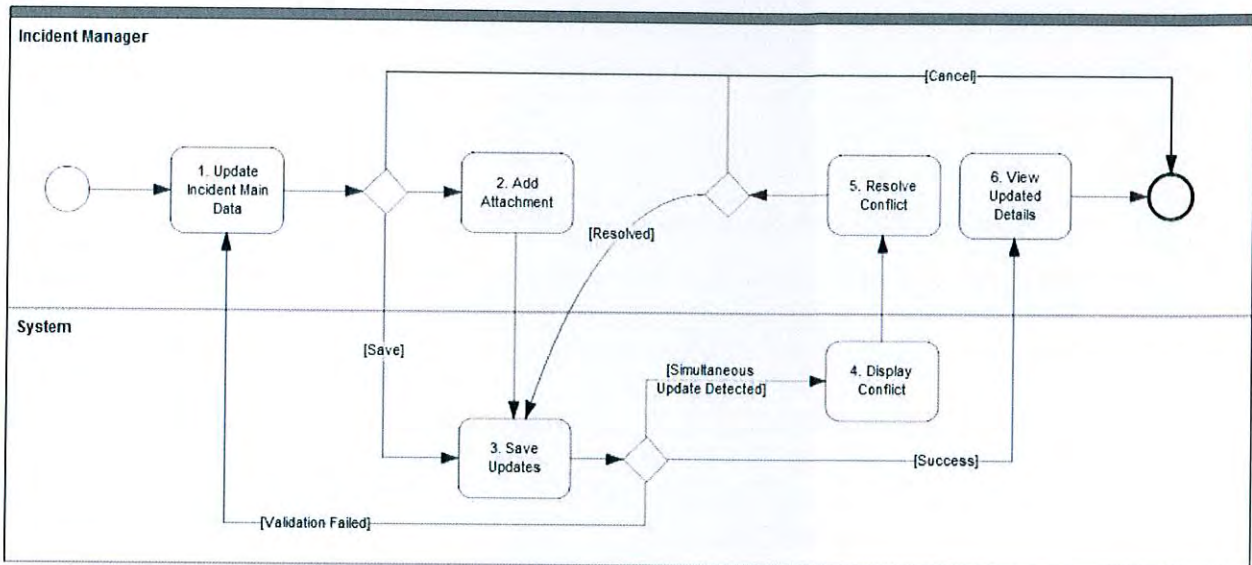 Incident Manager
[Cancel]
1. Update
Incident Main
Data
2. Add
Attachment
5. Resolve
Conflict
6. View
Updated
Details
[Resolved]
System
[Save]
[Simultaneous
Update Detected]
4. Display
Conflict
3. Save
Updates
[Success]
[Validation Failed]